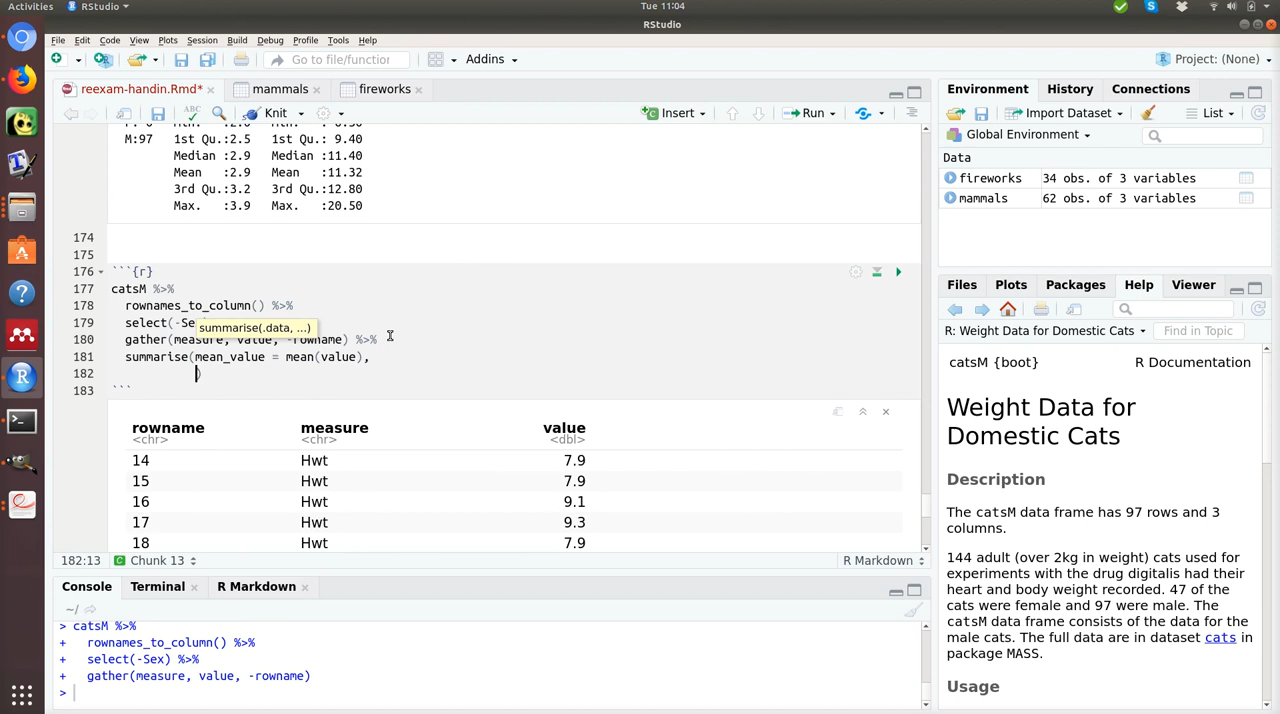 Activities RStudio Tue 11:04
RStudio
File Edit Code View Plots Session Build Debug Profile Tools Help
Go to file/function Addins Project: (None)
reexam-handin.Rmd* × mammals × fireworks ×
ABC Knit Insert Run
M:97 1st Qu.:2.5 1st Qu.: 9.40
Median :2.9 Median :11.40
Mean :2.9 Mean :11.32
3rd Qu.:3.2 3rd Qu.:12.80
Max. :3.9 Max. :20.50
174
175
176 ```{r}
177 catsM %>%
178 rownames_to_column() %>%
179 select(-Se
summarise(.data, ...)
180 gather(measure, value, -rowname) %>%
181 summarise(mean_value = mean(value),
182 )
183 ```
rowname measure value
<chr> <chr> <dbl>
14 Hwt 7.9
15 Hwt 7.9
16 Hwt 9.1
17 Hwt 9.3
18 Hwt 7.9
182:13 Chunk 13 R Markdown
Console Terminal × R Markdown ×
~/
> catsM %>%
+ rownames_to_column() %>%
+ select(-Sex) %>%
+ gather(measure, value, -rowname)
>
Environment History Connections
Import Dataset List
Global Environment
Data
fireworks 34 obs. of 3 variables
mammals 62 obs. of 3 variables
Files Plots Packages Help Viewer
R: Weight Data for Domestic Cats Find in Topic
catsM {boot} R Documentation
Weight Data for
Domestic Cats
Description
The catsM data frame has 97 rows and 3
columns.
144 adult (over 2kg in weight) cats used for
experiments with the drug digitalis had their
heart and body weight recorded. 47 of the
cats were female and 97 were male. The
catsM data frame consists of the data for the
male cats. The full data are in dataset cats in
package MASS.
Usage